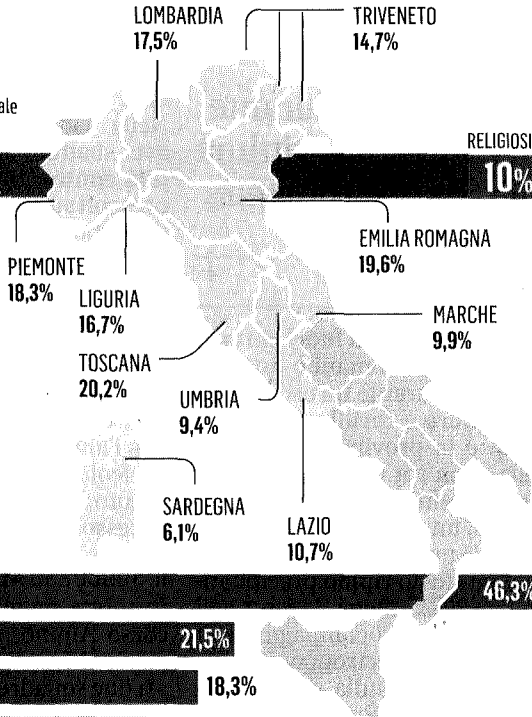 LOMBARDIA
17,5%
TRIVENETO
14,7%
ale
RELIGIOSI
10%
PIEMONTE
18,3%
LIGURIA
16,7%
EMILIA ROMAGNA
19,6%
MARCHE
9,9%
TOSCANA
20,2%
UMBRIA
9,4%
SARDEGNA
6,1%
LAZIO
10,7%
46,3%
21,5%
18,3%